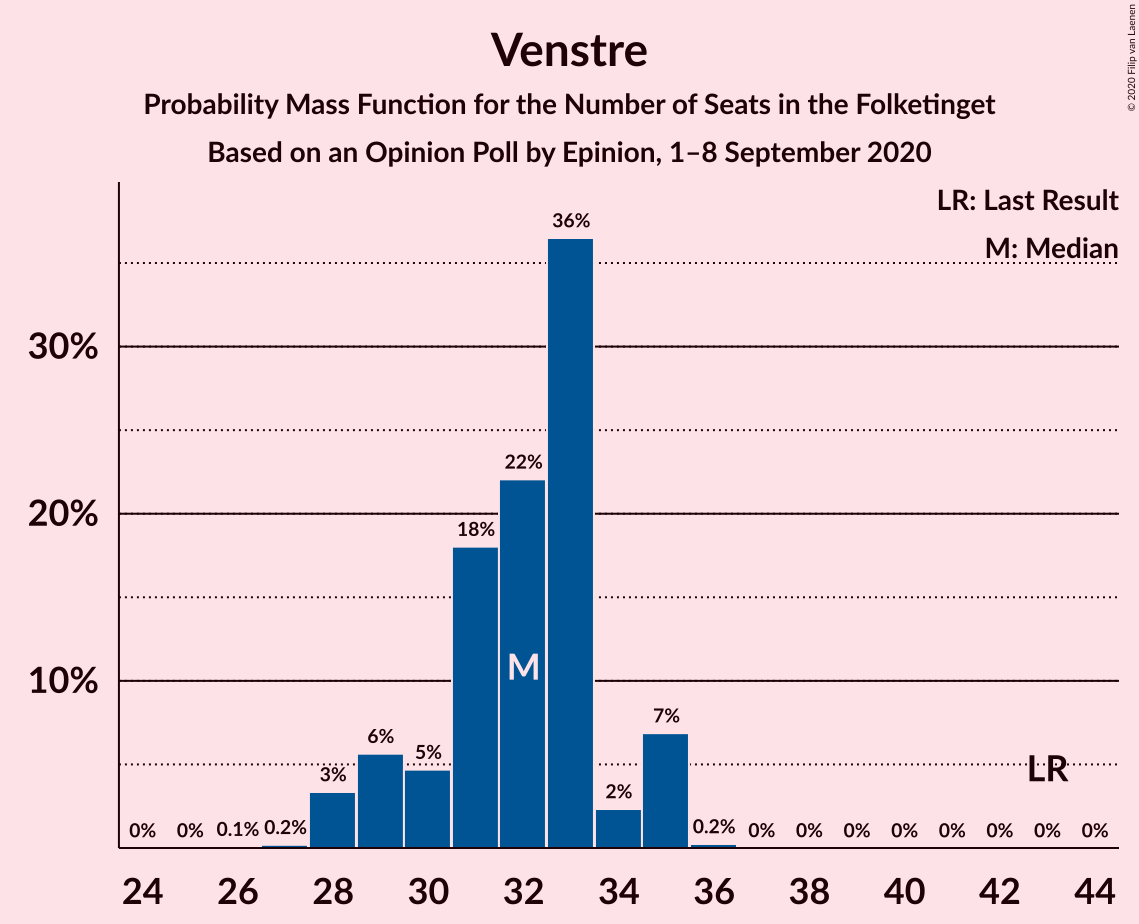 Venstre
Probability Mass Function for the Number of Seats in the Folketinget
Based on an Opinion Poll by Epinion, 1–8 September 2020
© 2020 Filip van Laenen
LR: Last Result
M: Median
36%
30%
22%
20%
18%
M
10%
7%
6%
5%
3%
2%
LR
0% 0% 0.1% 0.2% 0.2% 0% 0% 0% 0% 0% 0% 0% 0%
24 26 28 30 32 34 36 38 40 42 44